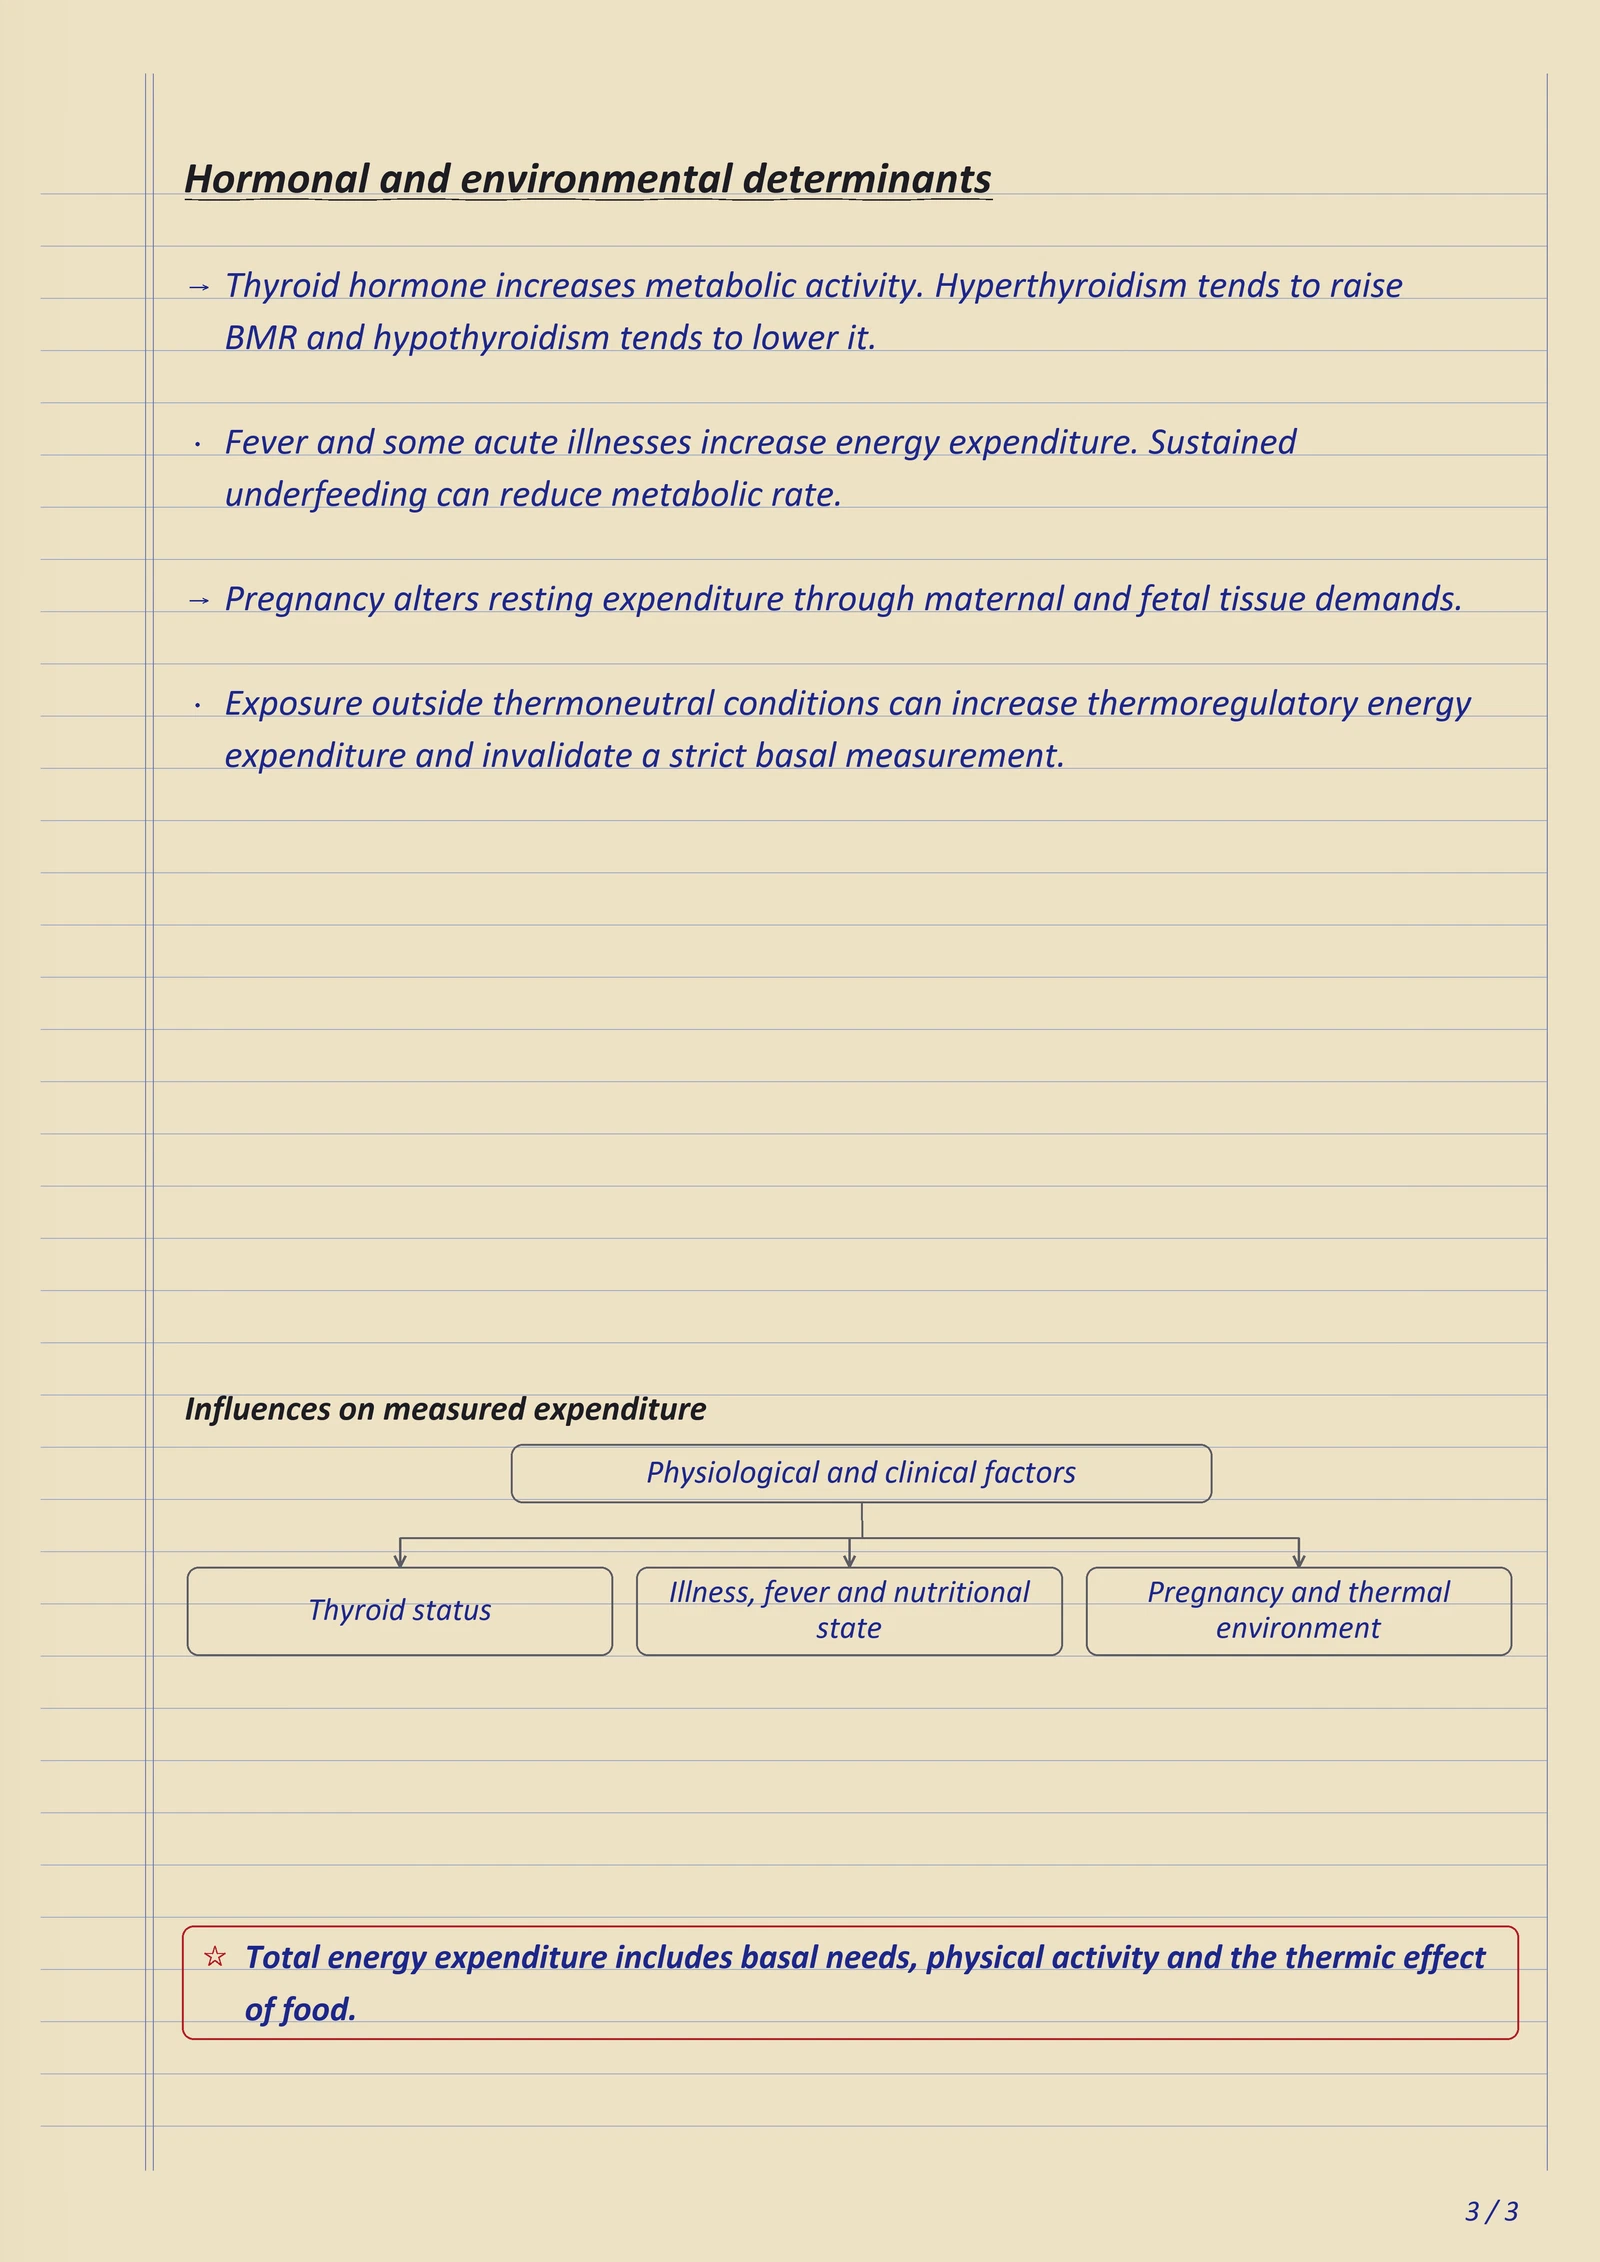 Hormonal and environmental determinants
→ Thyroid hormone increases metabolic activity. Hyperthyroidism tends to raise
BMR and hypothyroidism tends to lower it.
· Fever and some acute illnesses increase energy expenditure. Sustained
underfeeding can reduce metabolic rate.
→ Pregnancy alters resting expenditure through maternal and fetal tissue demands.
· Exposure outside thermoneutral conditions can increase thermoregulatory energy
expenditure and invalidate a strict basal measurement.
Influences on measured expenditure
Physiological and clinical factors
Thyroid status
Illness, fever and nutritional
state
Pregnancy and thermal
environment
☆ Total energy expenditure includes basal needs, physical activity and the thermic effect
of food.
3 / 3